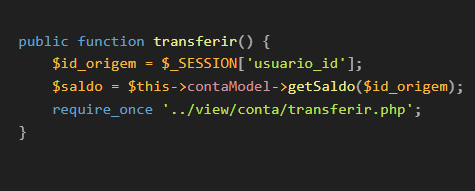 public function transferir() {
    $id_origem = $_SESSION['usuario_id'];
    $saldo = $this->contaModel->getSaldo($id_origem);
    require_once '../view/conta/transferir.php';
}